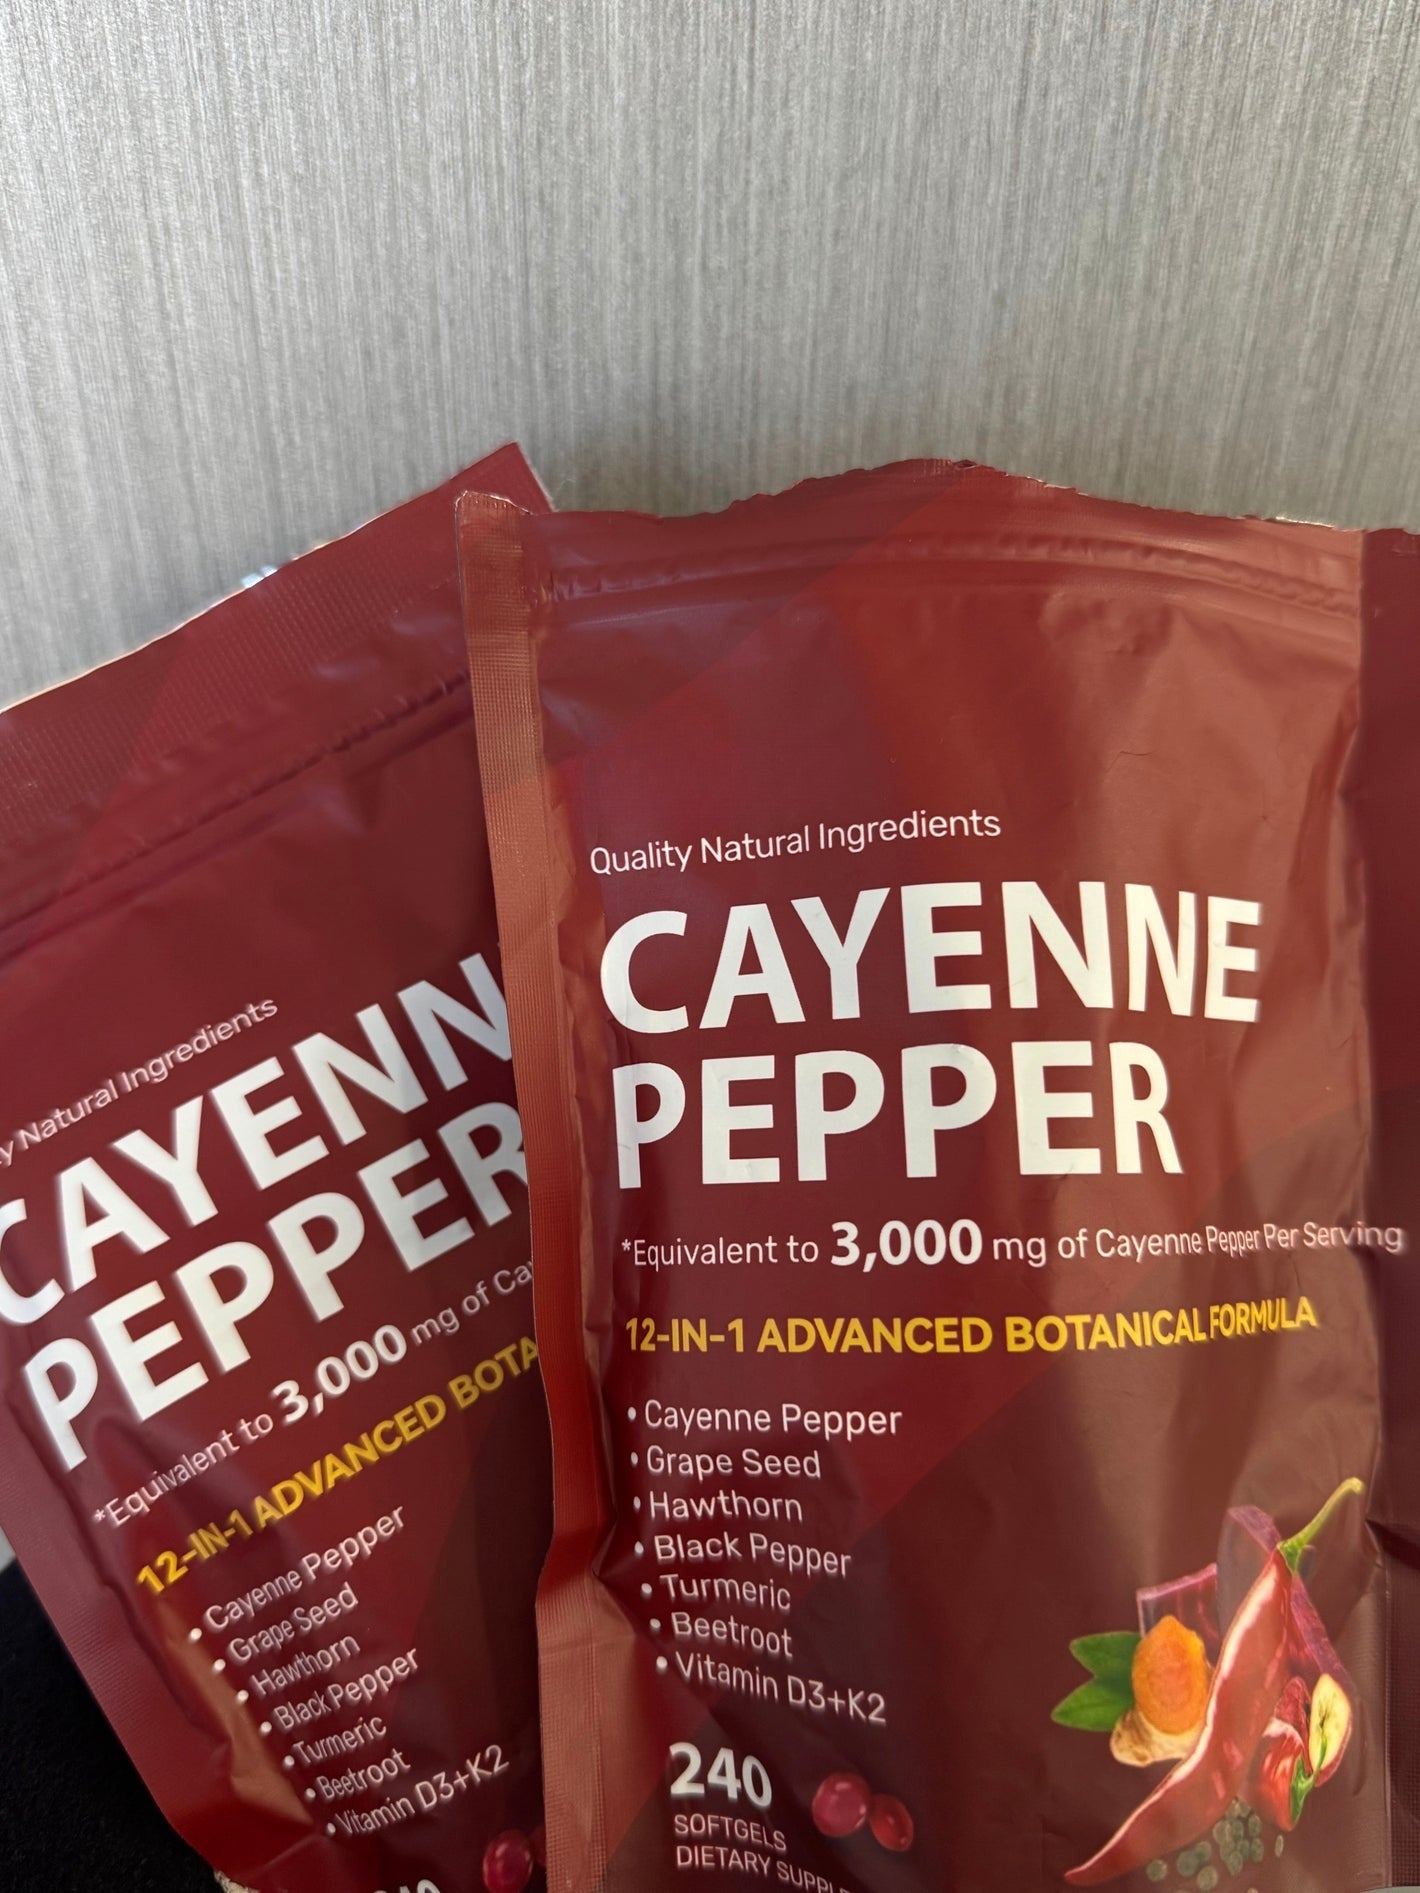 Quality Natural Ingredients
CAYENNE
PEPPER
*Equivalent to 3,000 mg of Cayenne Pepper Per Serving
12-IN-1 ADVANCED BOTANICAL FORMULA
• Cayenne Pepper
• Grape Seed
• Hawthorn
• Black Pepper
• Turmeric
• Beetroot
• Vitamin D3+K2
240
SOFTGELS
DIETARY
Natural Ingredients
CAYENN
PEPPER
*Equivalent to 3,000 mg of
12-IN-1 ADVANCED
• Cayenne Pepper
• Grape Seed
• Hawthorn
• Black Pepper
• Turmeric
• Beetroot
• Vitamin D3+K2